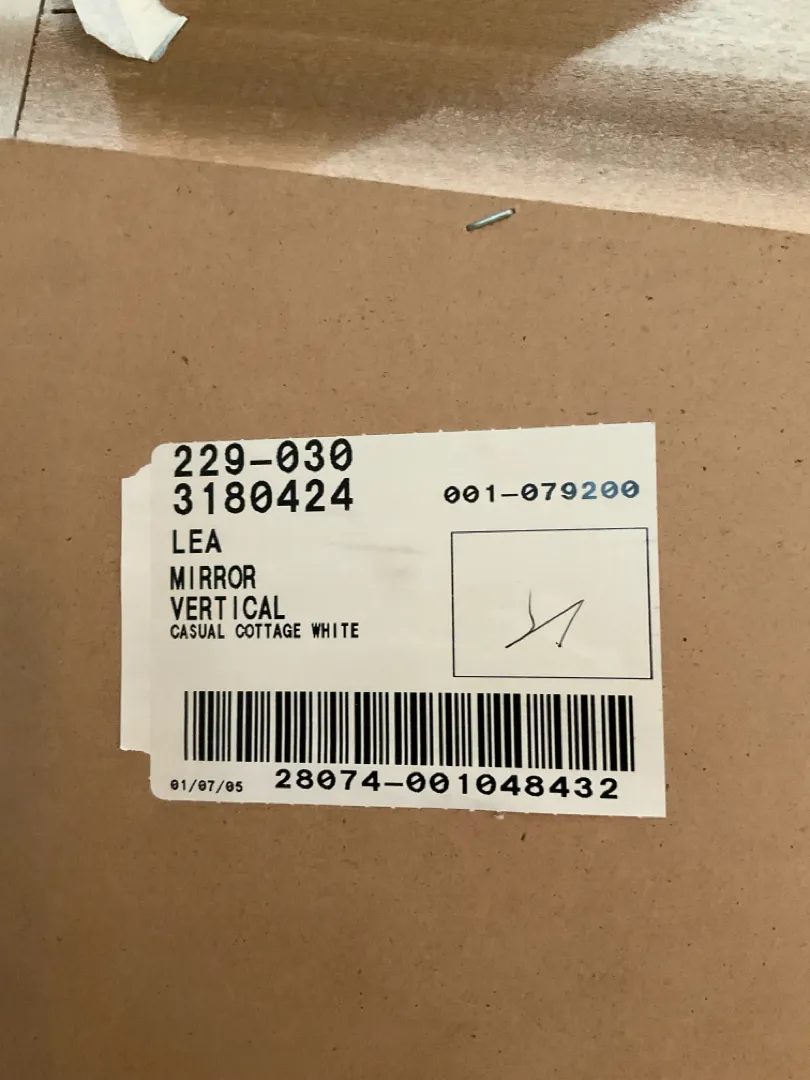 229-030
3180424
001-079200
LEA
MIRROR
VERTICAL
CASUAL COTTAGE WHITE
01/07/05
28074-001048432